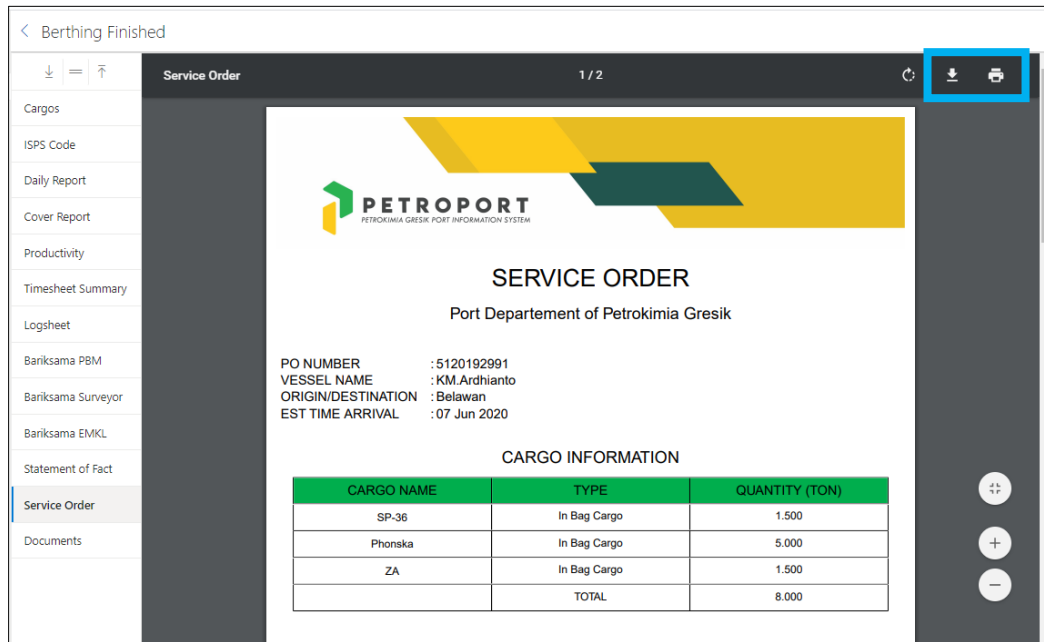 Berthing Finished
Cargos
ISPS Code
Daily Report
Cover Report
Productivity
Timesheet Summary
Logsheet
Bariksama PBM
Bariksama Surveyor
Bariksama EMKL
Statement of Fact
Service Order
Documents
Service Order 1 / 2
PETROPORT
PETROKIMIA GRESIK PORT INFORMATION SYSTEM
SERVICE ORDER
Port Departement of Petrokimia Gresik
PO NUMBER : 5120192991
VESSEL NAME : KM.Ardhianto
ORIGIN/DESTINATION : Belawan
EST TIME ARRIVAL : 07 Jun 2020
CARGO INFORMATION
CARGO NAME TYPE QUANTITY (TON)
SP-36 In Bag Cargo 1.500
Phonska In Bag Cargo 5.000
ZA In Bag Cargo 1.500
TOTAL 8.000